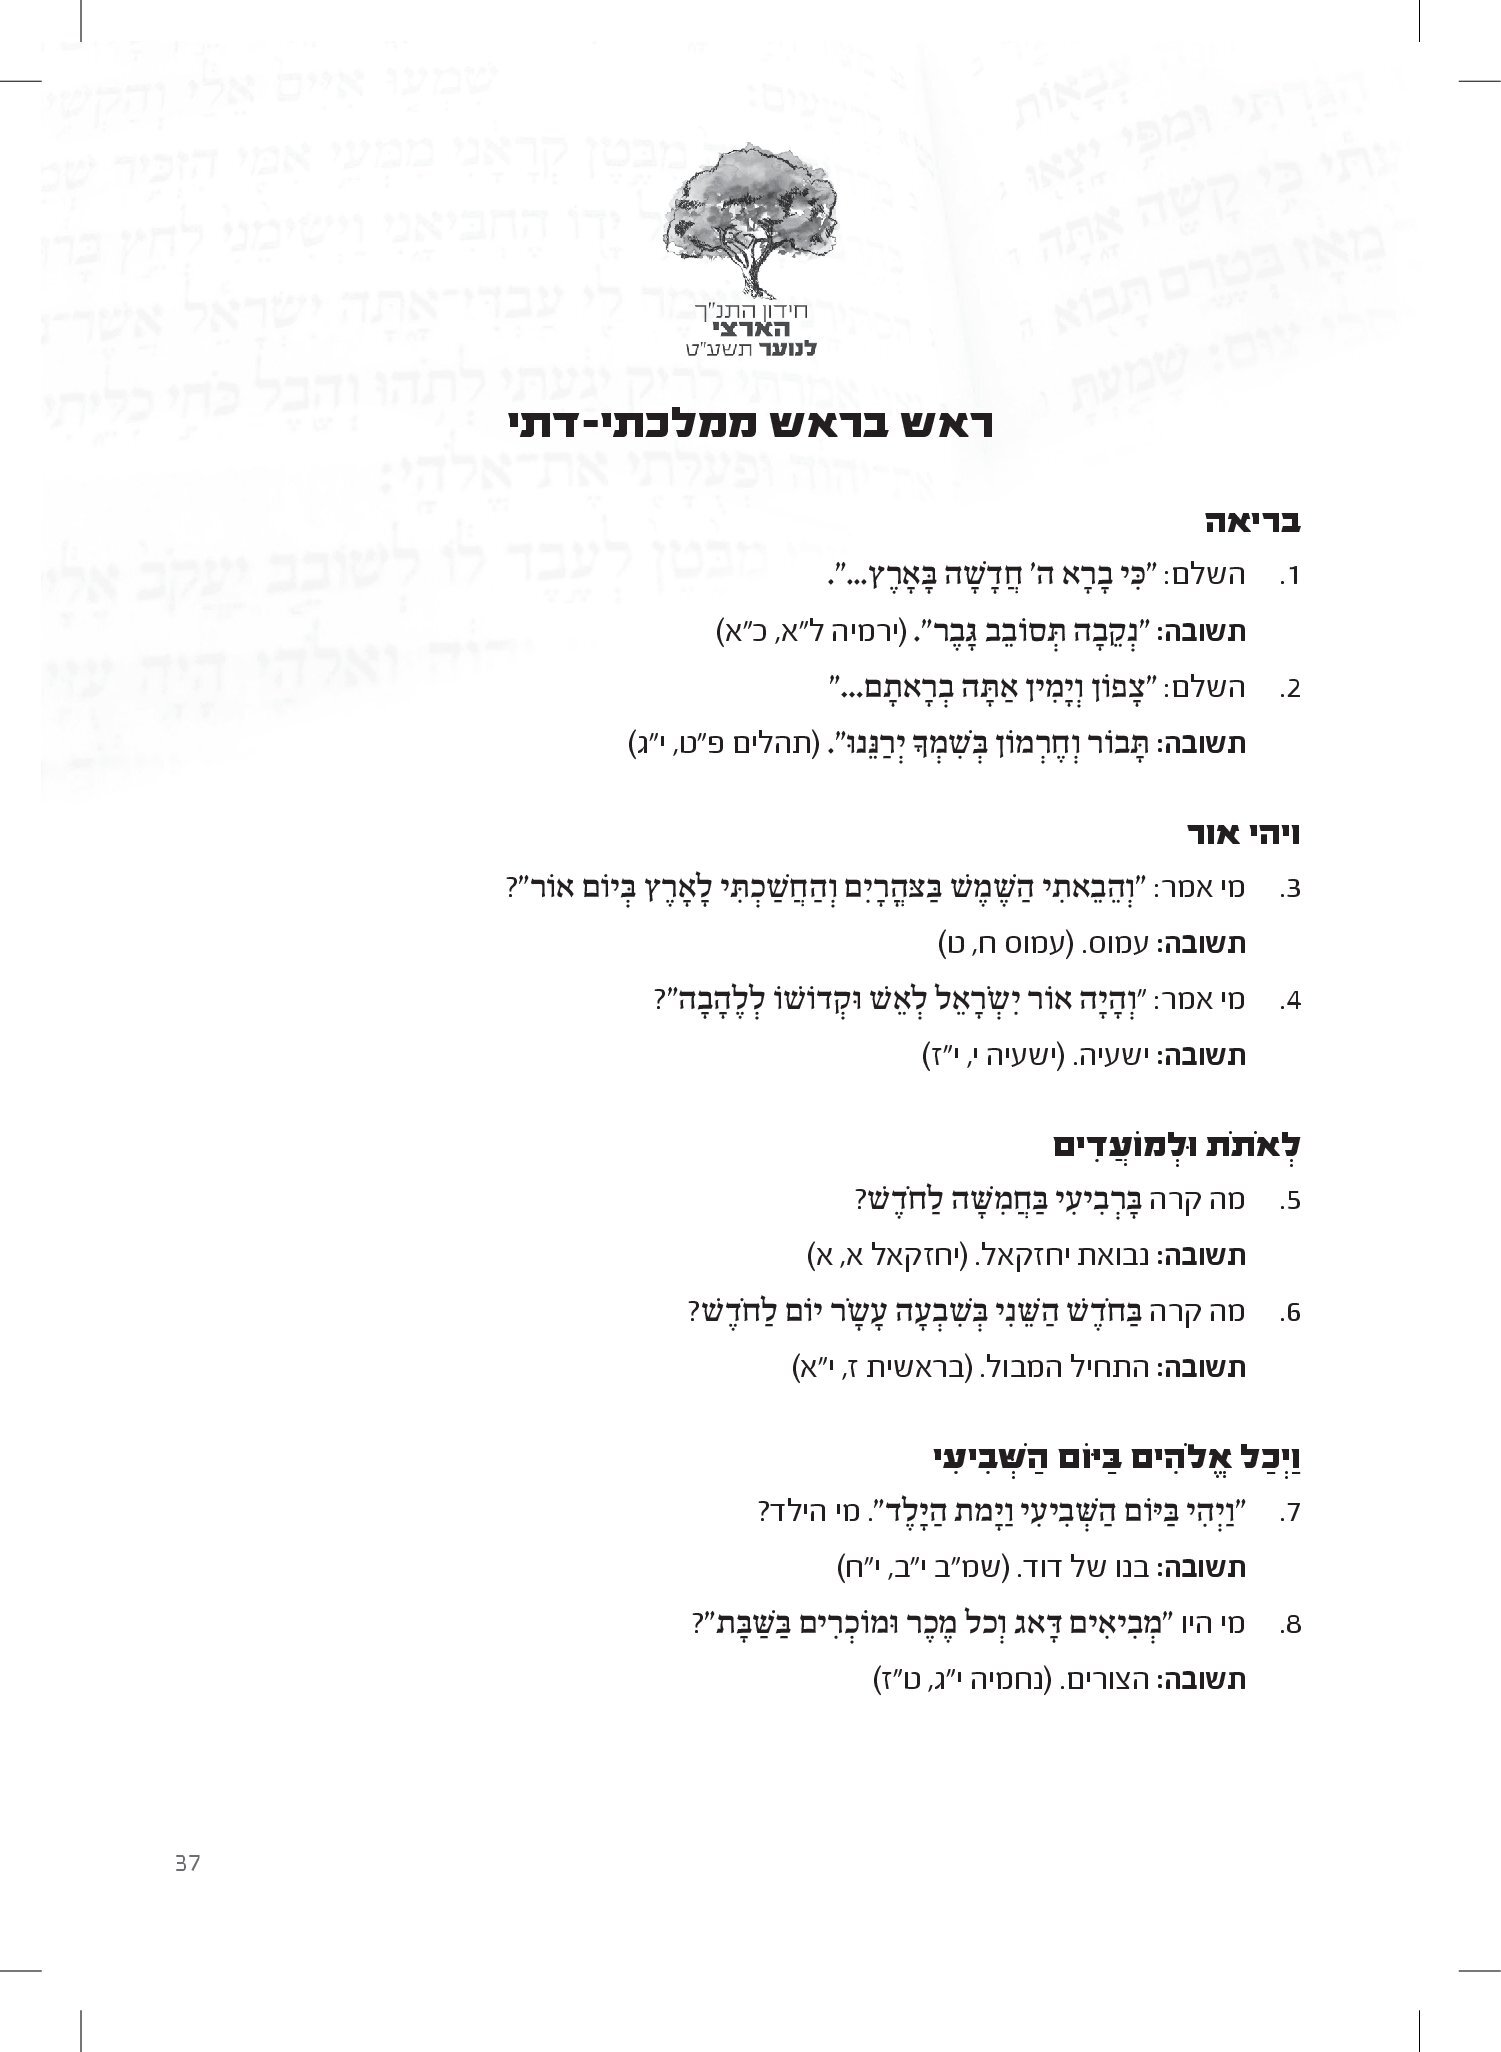 חידון התנ"ך
הארצי
לנוער תשע"ט
ראש בראש ממלכתי-דתי
בריאה
1. השלם: "כִּי בָרָא ה' חֲדָשָׁה בָּאָרֶץ...".
תשובה: "נְקֵבָה תְּסוֹבֵב גָּבֶר". (ירמיה ל"א, כ"א)
2. השלם: "צָפוֹן וְיָמִין אַתָּה בְרָאתָם..."
תשובה: תָּבוֹר וְחֶרְמוֹן בְּשִׁמְךָ יְרַנֵּנוּ". (תהלים פ"ט, י"ג)
ויהי אור
3. מי אמר: "וְהֵבֵאתִי הַשֶּׁמֶשׁ בַּצֹּהֳרָיִם וְהַחֲשַׁכְתִּי לָאָרֶץ בְּיוֹם אוֹר"?
תשובה: עמוס. (עמוס ח, ט)
4. מי אמר: "וְהָיָה אוֹר יִשְׂרָאֵל לְאֵשׁ וּקְדוֹשׁוֹ לְלֶהָבָה"?
תשובה: ישעיה. (ישעיה י, י"ז)
לְאֹתֹת וּלְמוֹעֲדִים
5. מה קרה בָּרְבִיעִי בַּחֲמִשָּׁה לַחֹדֶשׁ?
תשובה: נבואת יחזקאל. (יחזקאל א, א)
6. מה קרה בַּחֹדֶשׁ הַשֵּׁנִי בְּשִׁבְעָה עָשָׂר יוֹם לַחֹדֶשׁ?
תשובה: התחיל המבול. (בראשית ז, י"א)
וַיְכַל אֱלֹהִים בַּיּוֹם הַשְּׁבִיעִי
7. "וַיְהִי בַּיּוֹם הַשְּׁבִיעִי וַיָּמת הַיָּלֶד". מי הילד?
תשובה: בנו של דוד. (שמ"ב י"ב, י"ח)
8. מי היו "מְבִיאִים דָּאג וְכל מֶכֶר וּמוֹכְרִים בַּשַּׁבָּת"?
תשובה: הצורים. (נחמיה י"ג, ט"ז)
37